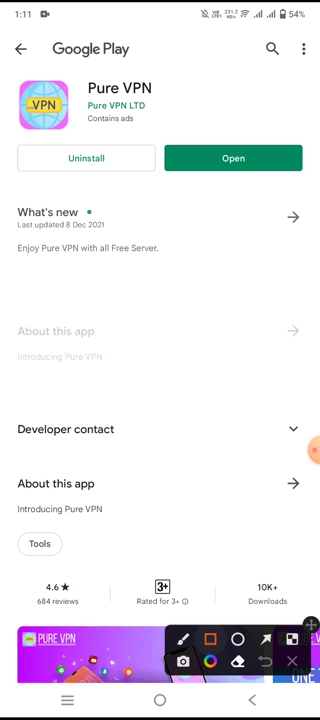 1:11
54%
Google Play
VPN
Pure VPN
Pure VPN LTD
Contains ads
Uninstall
Open
What's new
Last updated 8 Dec 2021
Enjoy Pure VPN with all Free Server.
About this app
Introducing Pure VPN
Developer contact
About this app
Introducing Pure VPN
Tools
4.6★ 3+ 10K+
684 reviews Rated for 3+ Downloads
PURE VPN
ONE